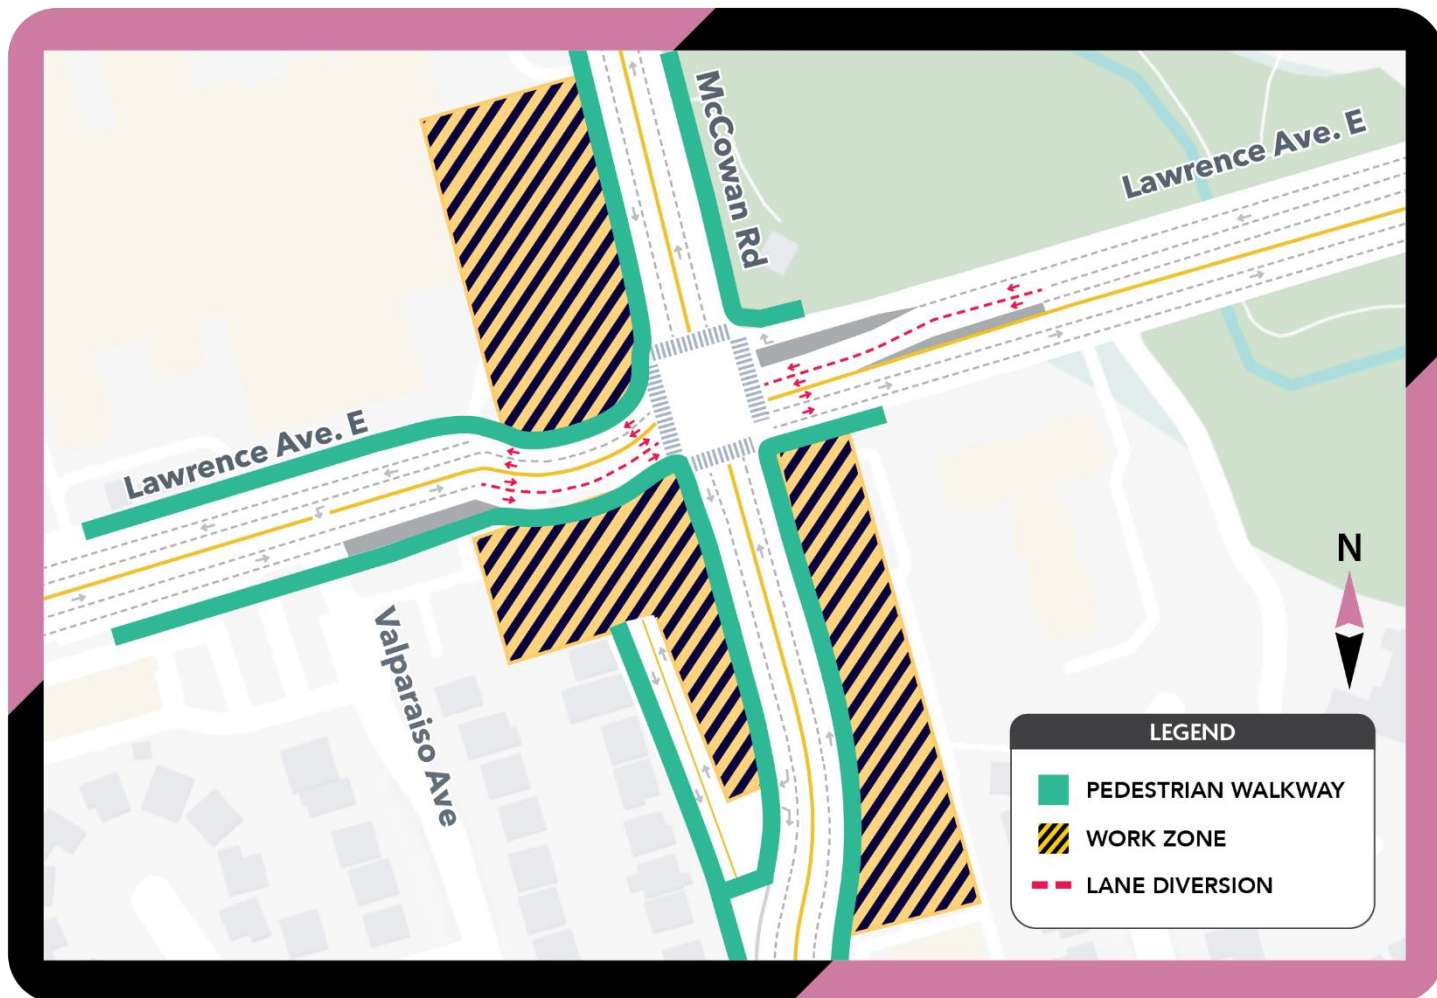 McCowan Rd
Lawrence Ave. E
Lawrence Ave. E
Valparaiso Ave
N
LEGEND
PEDESTRIAN WALKWAY
WORK ZONE
LANE DIVERSION